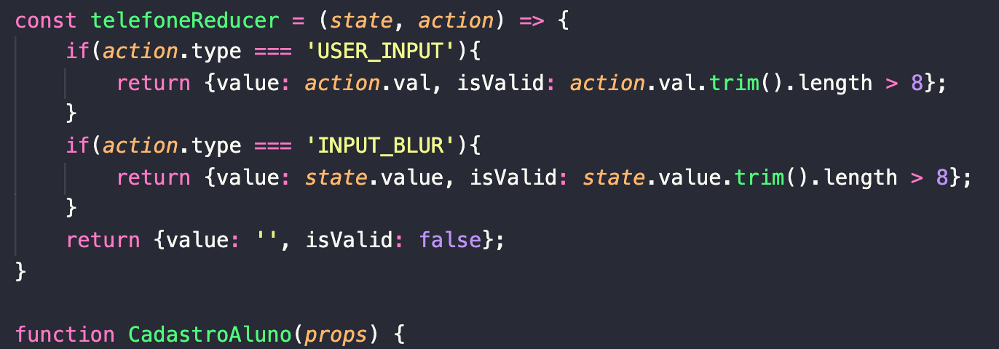 const telefoneReducer = (state, action) => {
    if(action.type === 'USER_INPUT'){
        return {value: action.val, isValid: action.val.trim().length > 8};
    }
    if(action.type === 'INPUT_BLUR'){
        return {value: state.value, isValid: state.value.trim().length > 8};
    }
    return {value: '', isValid: false};
}
function CadastroAluno(props) {